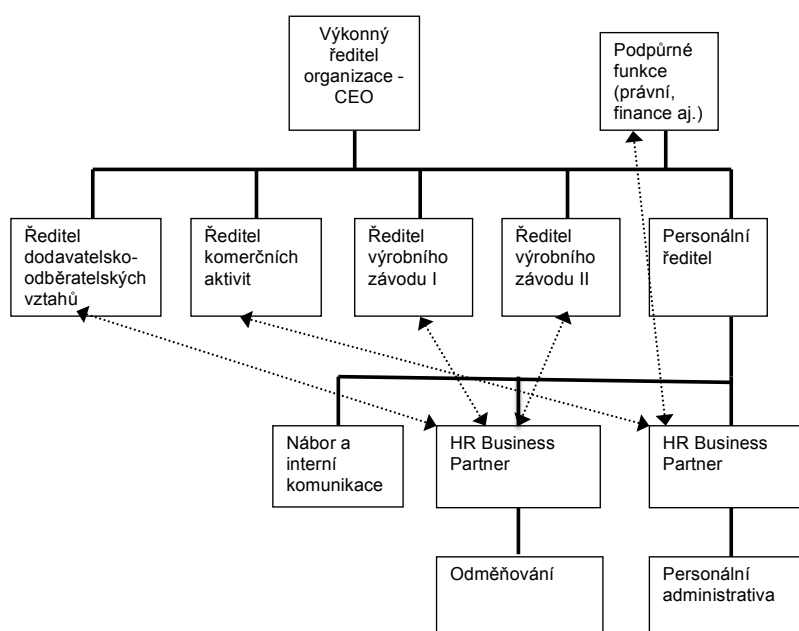 Výkonný
ředitel
organizace -
CEO
Podpůrné
funkce
(právní,
finance aj.)
Ředitel
dodavatelsko-
odběratelských
vztahů
Ředitel
komerčních
aktivit
Ředitel
výrobního
závodu I
Ředitel
výrobního
závodu II
Personální
ředitel
Nábor a
interní
komunikace
HR Business
Partner
HR Business
Partner
Odměňování
Personální
administrativa